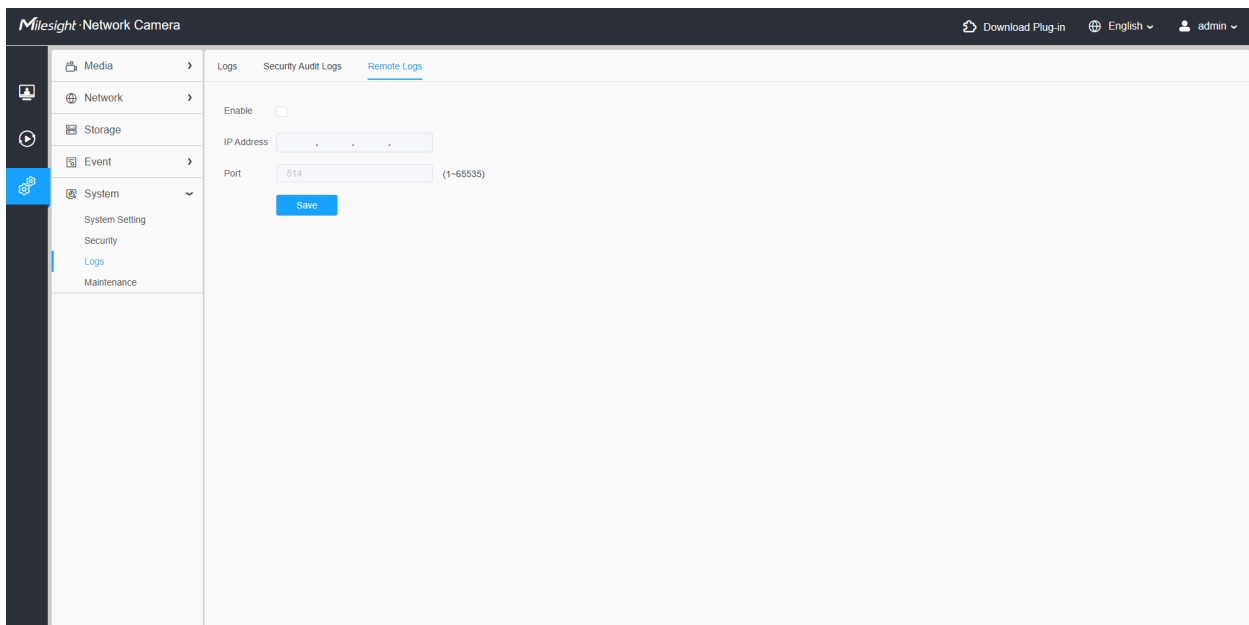 Milesight · Network Camera
Download Plug-in
English
admin
Media
Network
Storage
Event
System
System Setting
Security
Logs
Maintenance
Logs Security Audit Logs Remote Logs
Enable
IP Address . . .
Port 514 (1~65535)
Save